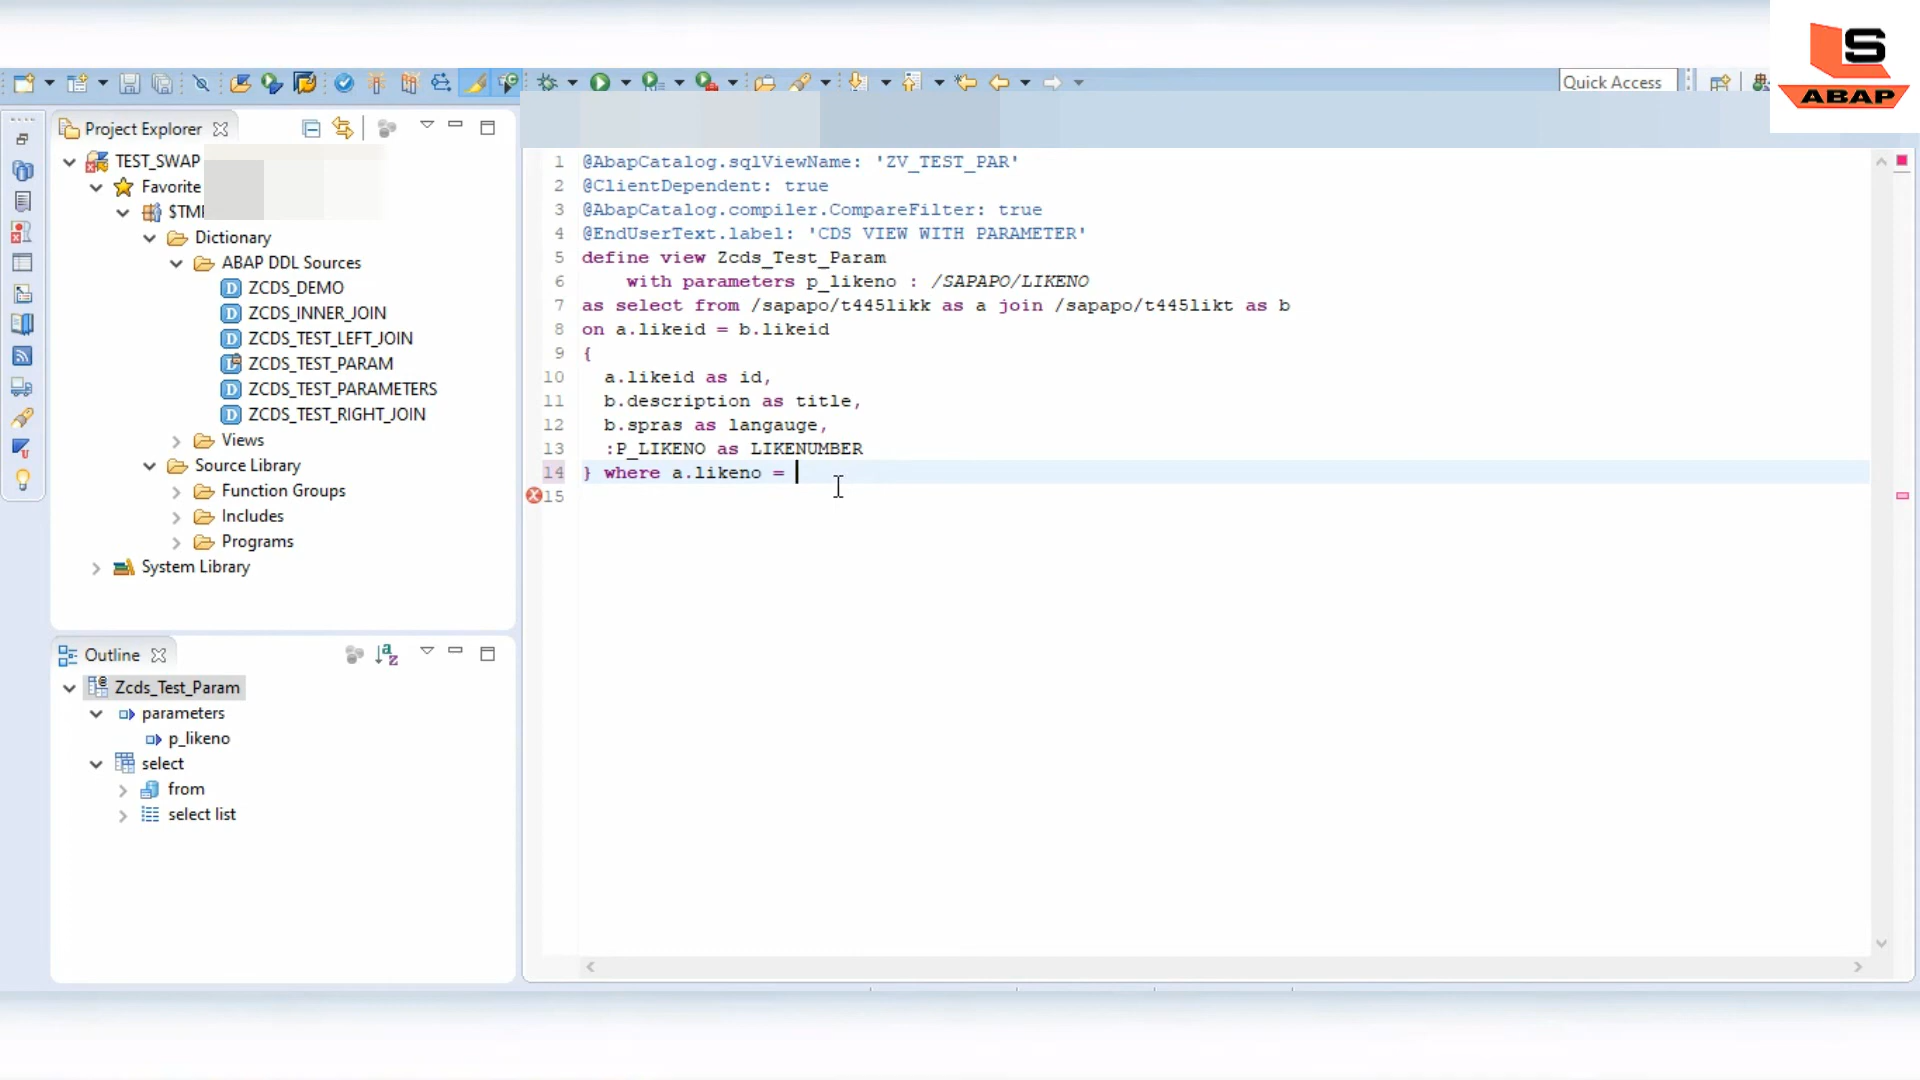 LS
ABAP
Quick Access
Project Explorer
TEST_SWAP
Favorite
Dictionary
ABAP DDL Sources
ZCDS_DEMO
ZCDS_INNER_JOIN
ZCDS_TEST_LEFT_JOIN
ZCDS_TEST_PARAM
ZCDS_TEST_PARAMETERS
ZCDS_TEST_RIGHT_JOIN
Views
Source Library
Function Groups
Includes
Programs
System Library
Outline
Zcds_Test_Param
parameters
p_likeno
select
from
select list
1 @AbapCatalog.sqlViewName: 'ZV_TEST_PAR'
2 @ClientDependent: true
3 @AbapCatalog.compiler.CompareFilter: true
4 @EndUserText.label: 'CDS VIEW WITH PARAMETER'
5 define view Zcds_Test_Param
6 with parameters p_likeno : /SAPAPO/LIKENO
7 as select from /sapapo/t445likk as a join /sapapo/t445likt as b
8 on a.likeid = b.likeid
9 {
10 a.likeid as id,
11 b.description as title,
12 b.spras as langauge,
13 :P_LIKENO as LIKENUMBER
14 } where a.likeno =
15